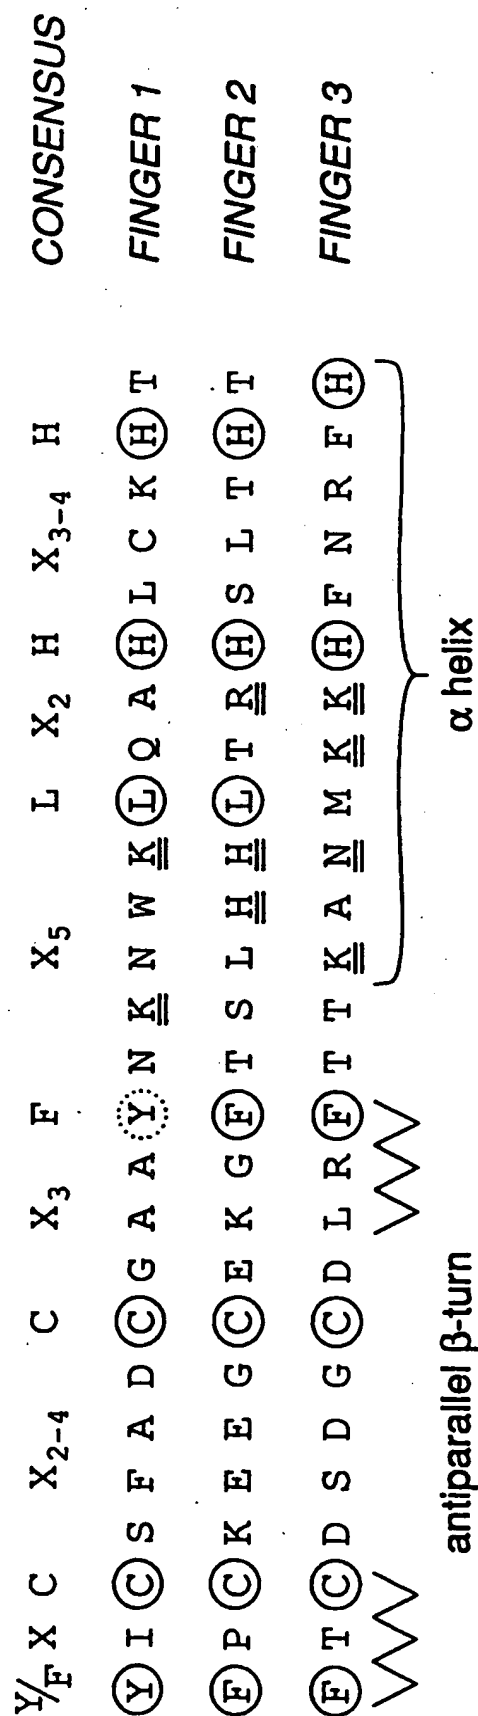 CONSENSUS Y/F X C X2-4 C X3 F X5 L X2 H X3-4 H
FINGER 1 Y I C S F A D C G A A Y N K N W K L Q A H L C K H T
FINGER 2 F P C K E E G C E K G F T S L H H L T R H S L T H T
FINGER 3 F T C D S D G C D L R F T T K A N M K K H F N R F H
antiparallel β-turn
α helix